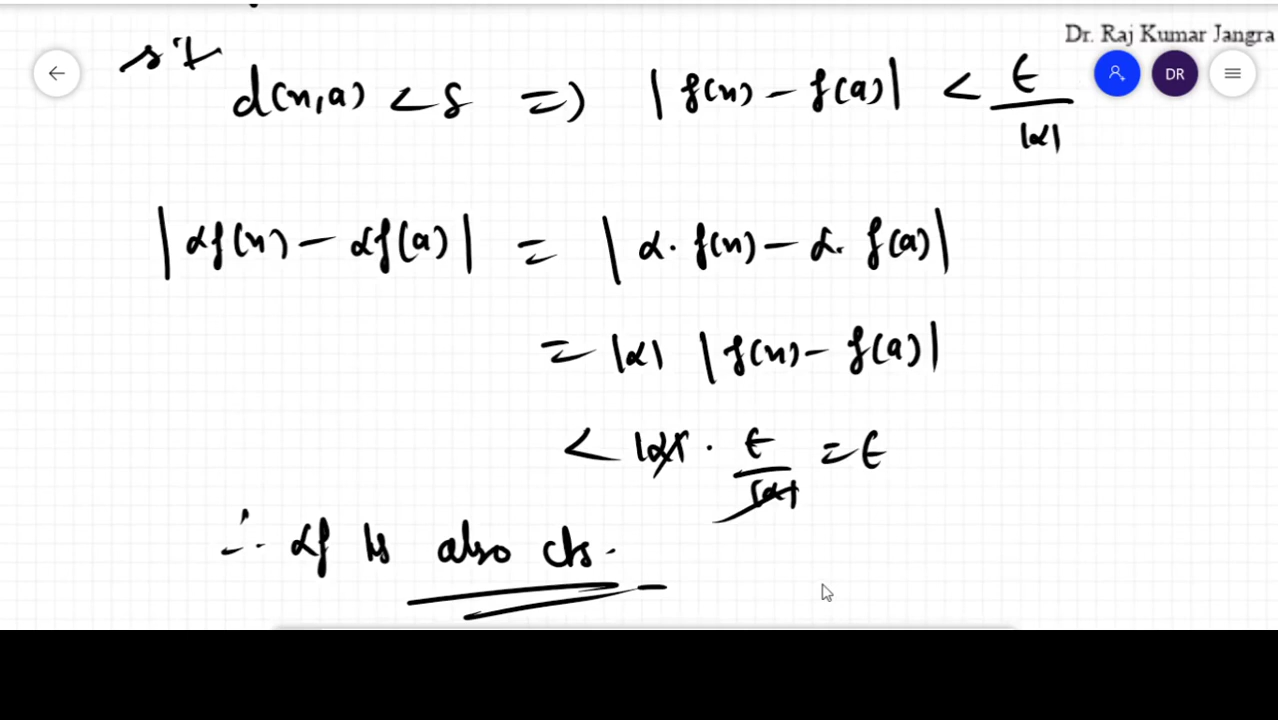 Dr. Raj Kumar Jangra
DR
s.t
d(x,a) < δ ⇒ |f(x) - f(a)| < ε/|α|
|αf(x) - αf(a)| = |α. f(x) - α. f(a)|
= |α| |f(x) - f(a)|
< |α| . ε/|α| = ε
∴ αf is also cts.